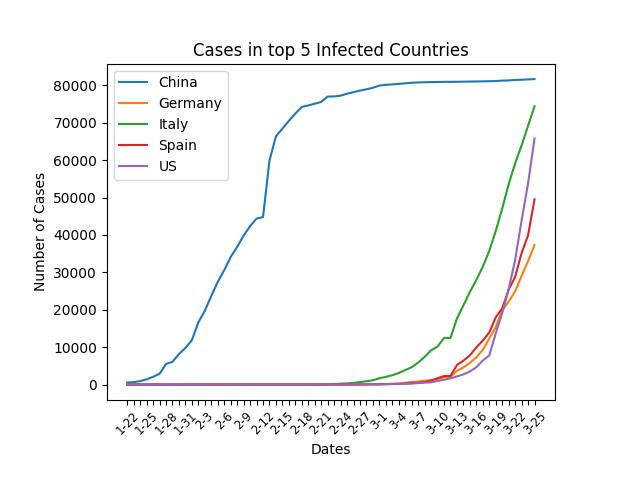 Cases in top 5 Infected Countries
China
Germany
Italy
Spain
US
Number of Cases
80000
70000
60000
50000
40000
30000
20000
10000
0
1-22 1-25 1-28 1-31 2-3 2-6 2-9 2-12 2-15 2-18 2-21 2-24 2-27 3-1 3-4 3-7 3-10 3-13 3-16 3-19 3-22 3-25
Dates